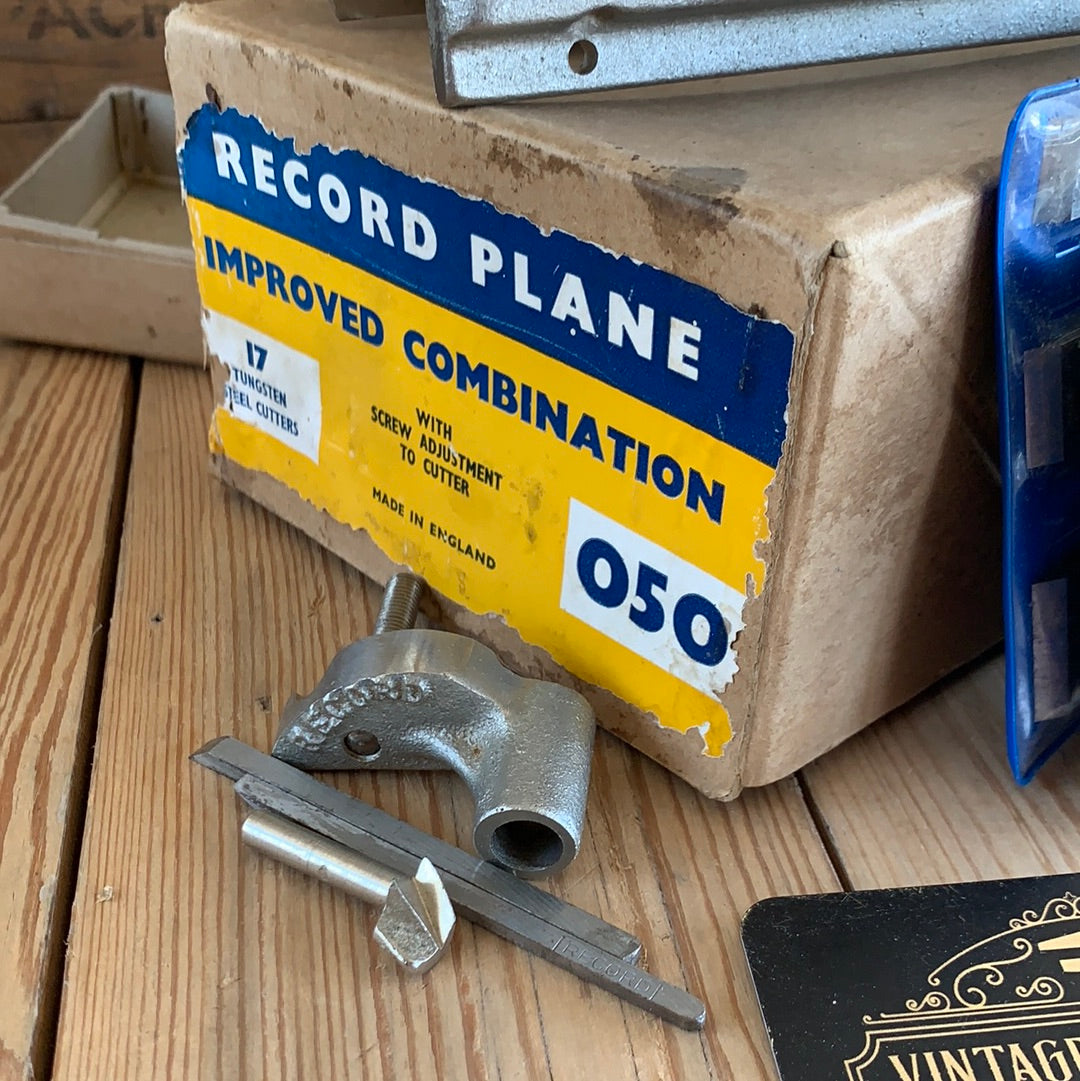 RECORD PLANE
IMPROVED COMBINATION
17
TUNGSTEN
STEEL CUTTERS
WITH
SCREW ADJUSTMENT
TO CUTTER
MADE IN ENGLAND
050
RECORD
RECORD
VINTAG